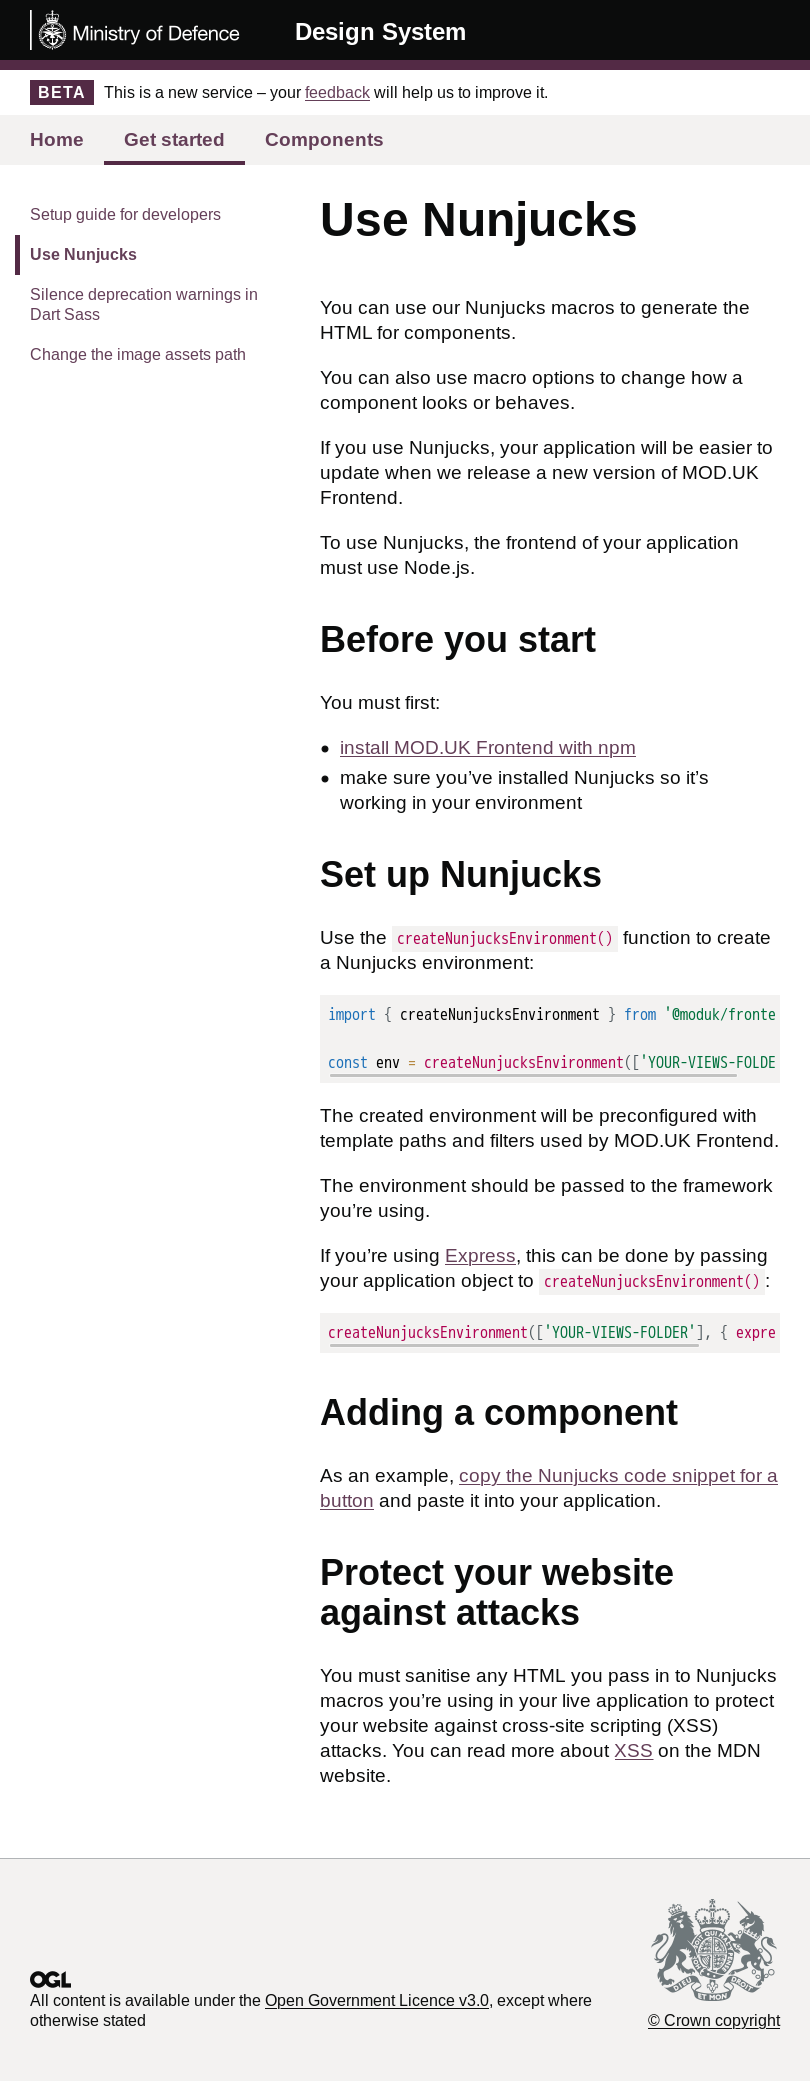 Ministry of Defence
Design System
BETA
This is a new service – your feedback will help us to improve it.
Home
Get started
Components
Setup guide for developers
Use Nunjucks
Silence deprecation warnings in
Dart Sass
Change the image assets path
Use Nunjucks
You can use our Nunjucks macros to generate the
HTML for components.
You can also use macro options to change how a
component looks or behaves.
If you use Nunjucks, your application will be easier to
update when we release a new version of MOD.UK
Frontend.
To use Nunjucks, the frontend of your application
must use Node.js.
Before you start
You must first:
• install MOD.UK Frontend with npm
• make sure you’ve installed Nunjucks so it’s
working in your environment
Set up Nunjucks
Use the createNunjucksEnvironment() function to create
a Nunjucks environment:
import { createNunjucksEnvironment } from '@moduk/fronte
const env = createNunjucksEnvironment(['YOUR-VIEWS-FOLDE
The created environment will be preconfigured with
template paths and filters used by MOD.UK Frontend.
The environment should be passed to the framework
you’re using.
If you’re using Express, this can be done by passing
your application object to createNunjucksEnvironment() :
createNunjucksEnvironment(['YOUR-VIEWS-FOLDER'], { expre
Adding a component
As an example, copy the Nunjucks code snippet for a
button and paste it into your application.
Protect your website
against attacks
You must sanitise any HTML you pass in to Nunjucks
macros you’re using in your live application to protect
your website against cross-site scripting (XSS)
attacks. You can read more about XSS on the MDN
website.
OGL
All content is available under the Open Government Licence v3.0, except where
otherwise stated
DIEU ET MON DROIT
© Crown copyright